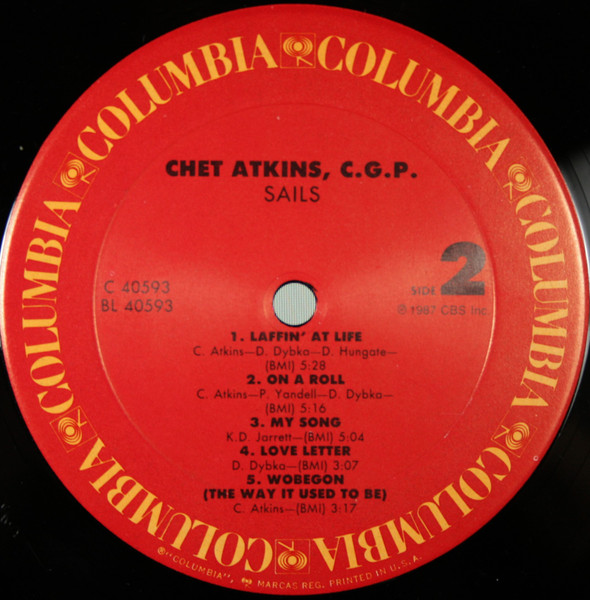 COLUMBIA COLUMBIA COLUMBIA COLUMBIA COLUMBIA COLUMBIA COLUMBIA
CHET ATKINS, C.G.P.
SAILS
C 40593
BL 40593
SIDE 2
℗ 1987 CBS Inc.
1. LAFFIN' AT LIFE
C. Atkins—D. Dybka—D. Hungate—
(BMI) 5:28
2. ON A ROLL
C. Atkins—P. Yandell—D. Dybka—
(BMI) 5:16
3. MY SONG
K.D. Jarrett—(BMI) 5:04
4. LOVE LETTER
D. Dybka—(BMI) 3:07
5. WOBEGON
(THE WAY IT USED TO BE)
C. Atkins—(BMI) 3:17
®"COLUMBIA", MARCAS REG. PRINTED IN U.S.A.